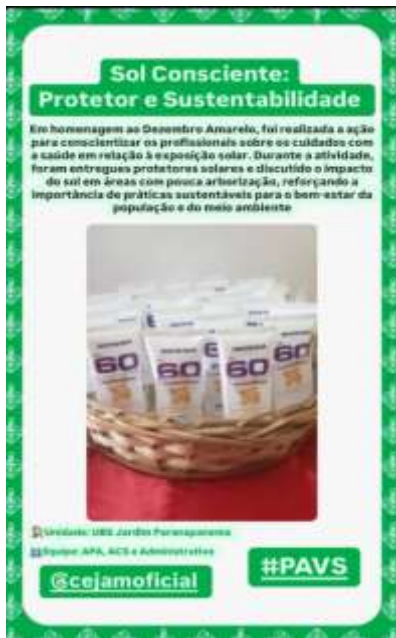 Sol Consciente:
Protetor e Sustentabilidade
Em homenagem ao Dezembro Amarelo, foi realizada a ação
para conscientizar os profissionais sobre os cuidados com
a saúde em relação à exposição solar. Durante a atividade,
foram entregues protetores solares e discutido o impacto
do sol em áreas com pouca arborização, reforçando a
importância de práticas sustentáveis para o bem-estar da
população e do meio ambiente
60
60
60
60
Unidade: UBS Jardim Paranapanema
Equipe: APA, ACS e Administrativo
@cejamoficial
#PAVS